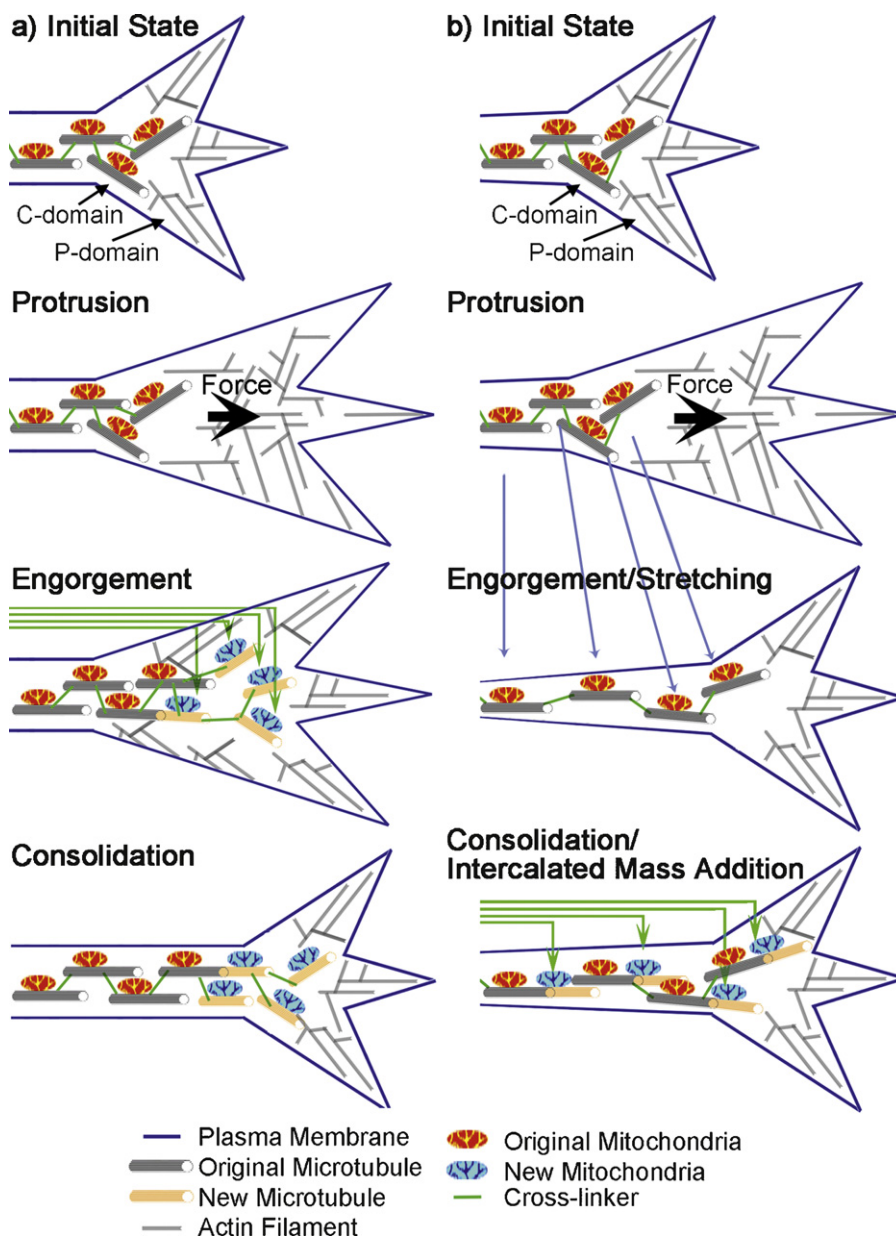 a) Initial State
C-domain
P-domain
Protrusion
Force
Engorgement
Consolidation
b) Initial State
C-domain
P-domain
Protrusion
Force
Engorgement/Stretching
Consolidation/
Intercalated Mass Addition
Plasma Membrane
Original Microtubule
New Microtubule
Actin Filament
Original Mitochondria
New Mitochondria
Cross-linker